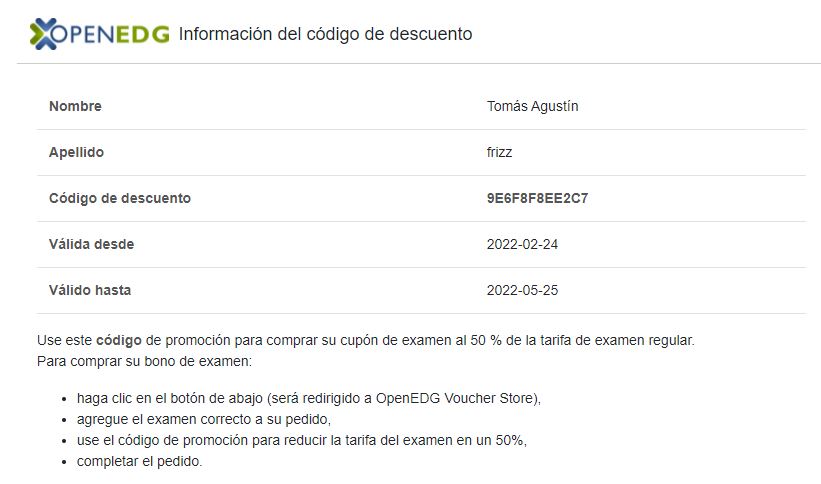 OPENEDG Información del código de descuento
Nombre Tomás Agustín
Apellido frizz
Código de descuento 9E6F8F8EE2C7
Válida desde 2022-02-24
Válido hasta 2022-05-25
Use este código de promoción para comprar su cupón de examen al 50 % de la tarifa de examen regular.
Para comprar su bono de examen:
• haga clic en el botón de abajo (será redirigido a OpenEDG Voucher Store),
• agregue el examen correcto a su pedido,
• use el código de promoción para reducir la tarifa del examen en un 50%,
• completar el pedido.